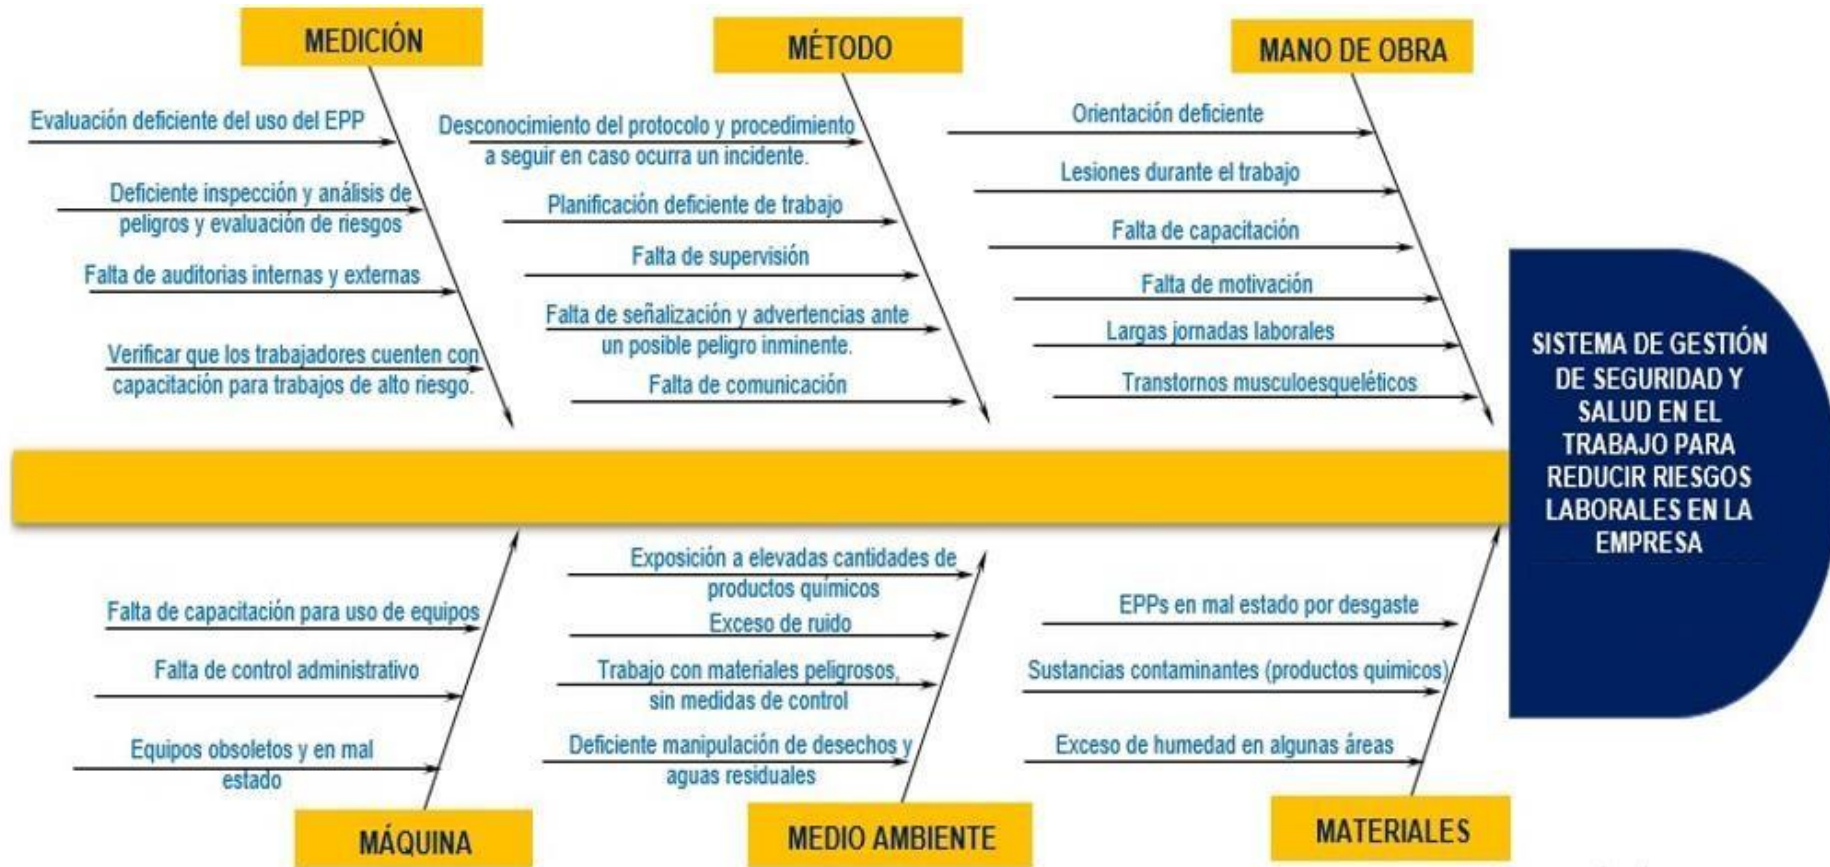 MEDICIÓN
Evaluación deficiente del uso del EPP
Deficiente inspección y análisis de
peligros y evaluación de riesgos
Falta de auditorias internas y externas
Verificar que los trabajadores cuenten con
capacitación para trabajos de alto riesgo.
MÉTODO
Desconocimiento del protocolo y procedimiento
a seguir en caso ocurra un incidente.
Planificación deficiente de trabajo
Falta de supervisión
Falta de señalización y advertencias ante
un posible peligro inminente.
Falta de comunicación
MANO DE OBRA
Orientación deficiente
Lesiones durante el trabajo
Falta de capacitación
Falta de motivación
Largas jornadas laborales
Transtornos musculoesqueléticos
SISTEMA DE GESTIÓN
DE SEGURIDAD Y
SALUD EN EL
TRABAJO PARA
REDUCIR RIESGOS
LABORALES EN LA
EMPRESA
Falta de capacitación para uso de equipos
Falta de control administrativo
Equipos obsoletos y en mal
estado
MÁQUINA
Exposición a elevadas cantidades de
productos químicos
Exceso de ruido
Trabajo con materiales peligrosos,
sin medidas de control
Deficiente manipulación de desechos y
aguas residuales
MEDIO AMBIENTE
EPPs en mal estado por desgaste
Sustancias contaminantes (productos quimicos)
Exceso de humedad en algunas áreas
MATERIALES